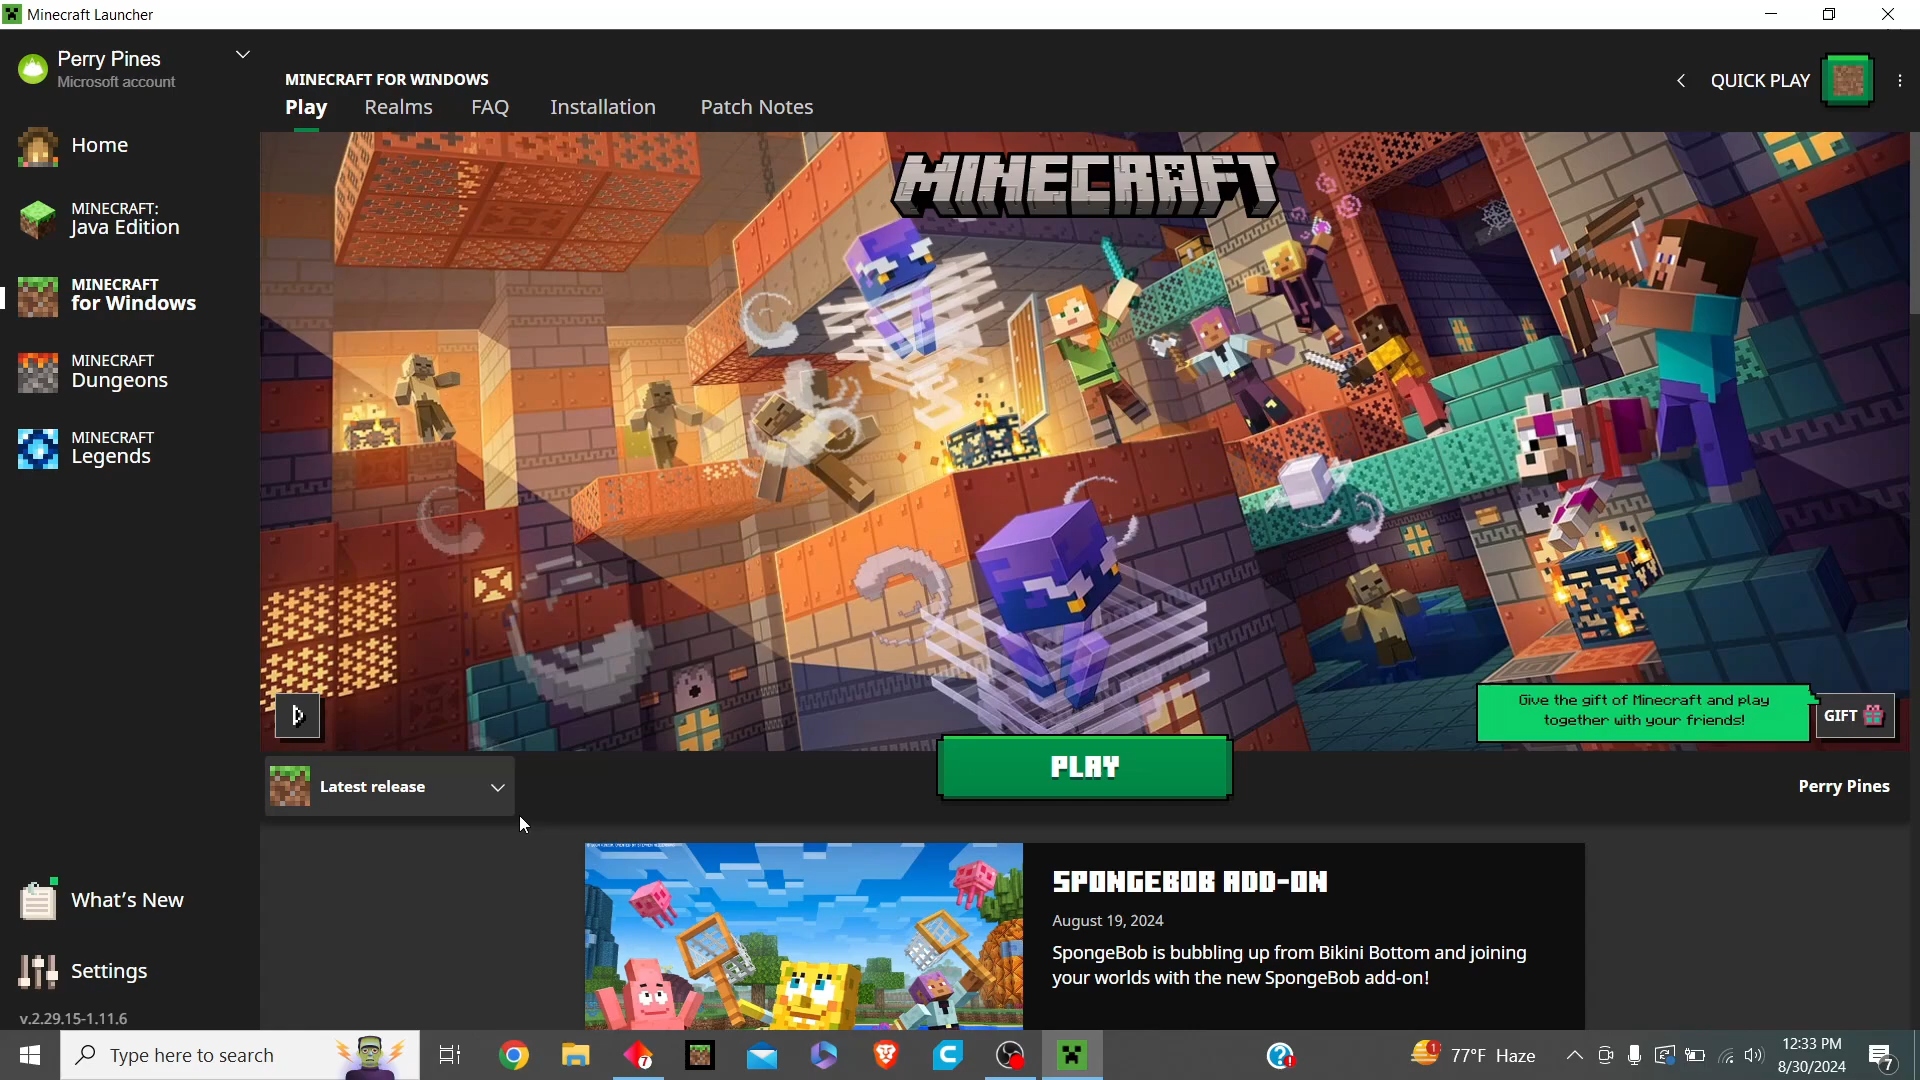 Minecraft Launcher
Perry Pines
Microsoft account
MINECRAFT FOR WINDOWS
Play Realms FAQ Installation Patch Notes
QUICK PLAY
Home
MINECRAFT:
Java Edition
MINECRAFT
for Windows
MINECRAFT
Dungeons
MINECRAFT
Legends
MINECRAFT
Give the gift of Minecraft and play
together with your friends!
GIFT
Latest release
PLAY
Perry Pines
SPONGEBOB ADD-ON
August 19, 2024
SpongeBob is bubbling up from Bikini Bottom and joining
your worlds with the new SpongeBob add-on!
What's New
Settings
v.2.29.15-1.11.6
Type here to search
7
1
77°F Haze
12:33 PM
8/30/2024
7